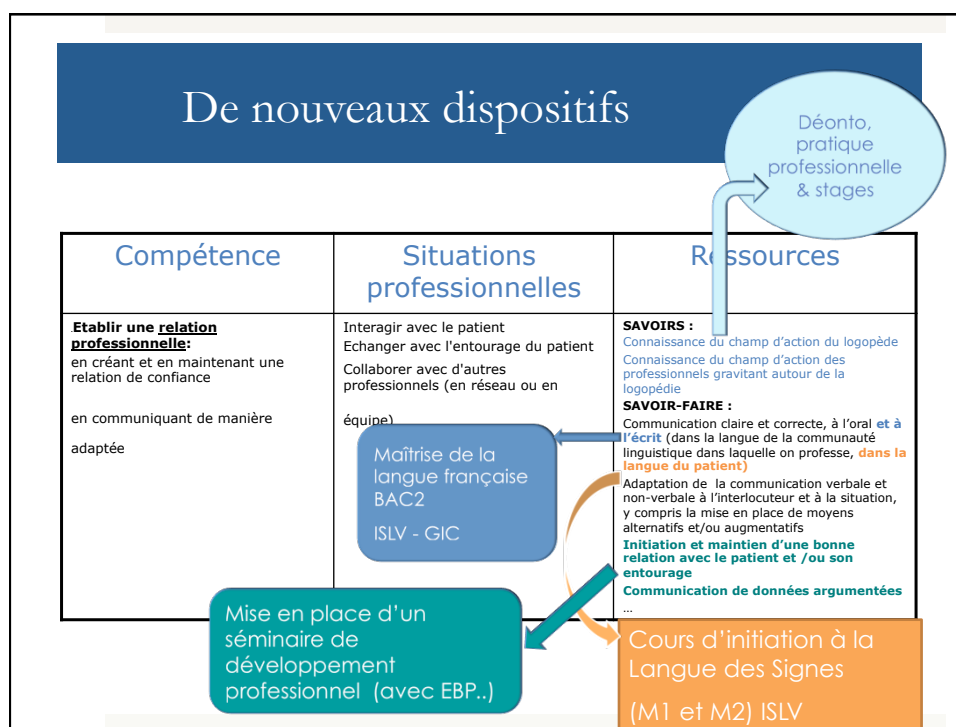 De nouveaux dispositifs
Déonto,
pratique
professionnelle
& stages
Compétence
Situations
professionnelles
Ressources
.Etablir une relation
professionnelle:
en créant et en maintenant une
relation de confiance
en communiquant de manière
adaptée
Interagir avec le patient
Echanger avec l'entourage du patient
Collaborer avec d'autres
professionnels (en réseau ou en
équipe)
SAVOIRS :
Connaissance du champ d'action du logopède
Connaissance du champ d'action des
professionnels gravitant autour de la
logopédie
SAVOIR-FAIRE :
Communication claire et correcte, à l'oral et à
l'écrit (dans la langue de la communauté
linguistique dans laquelle on professe, dans la
langue du patient)
Adaptation de la communication verbale et
non-verbale à l'interlocuteur et à la situation,
y compris la mise en place de moyens
alternatifs et/ou augmentatifs
Initiation et maintien d'une bonne
relation avec le patient et /ou son
entourage
Communication de données argumentées
…
Maîtrise de la
langue française
BAC2
ISLV - GIC
Mise en place d'un
séminaire de
développement
professionnel (avec EBP..)
Cours d'initiation à la
Langue des Signes
(M1 et M2) ISLV